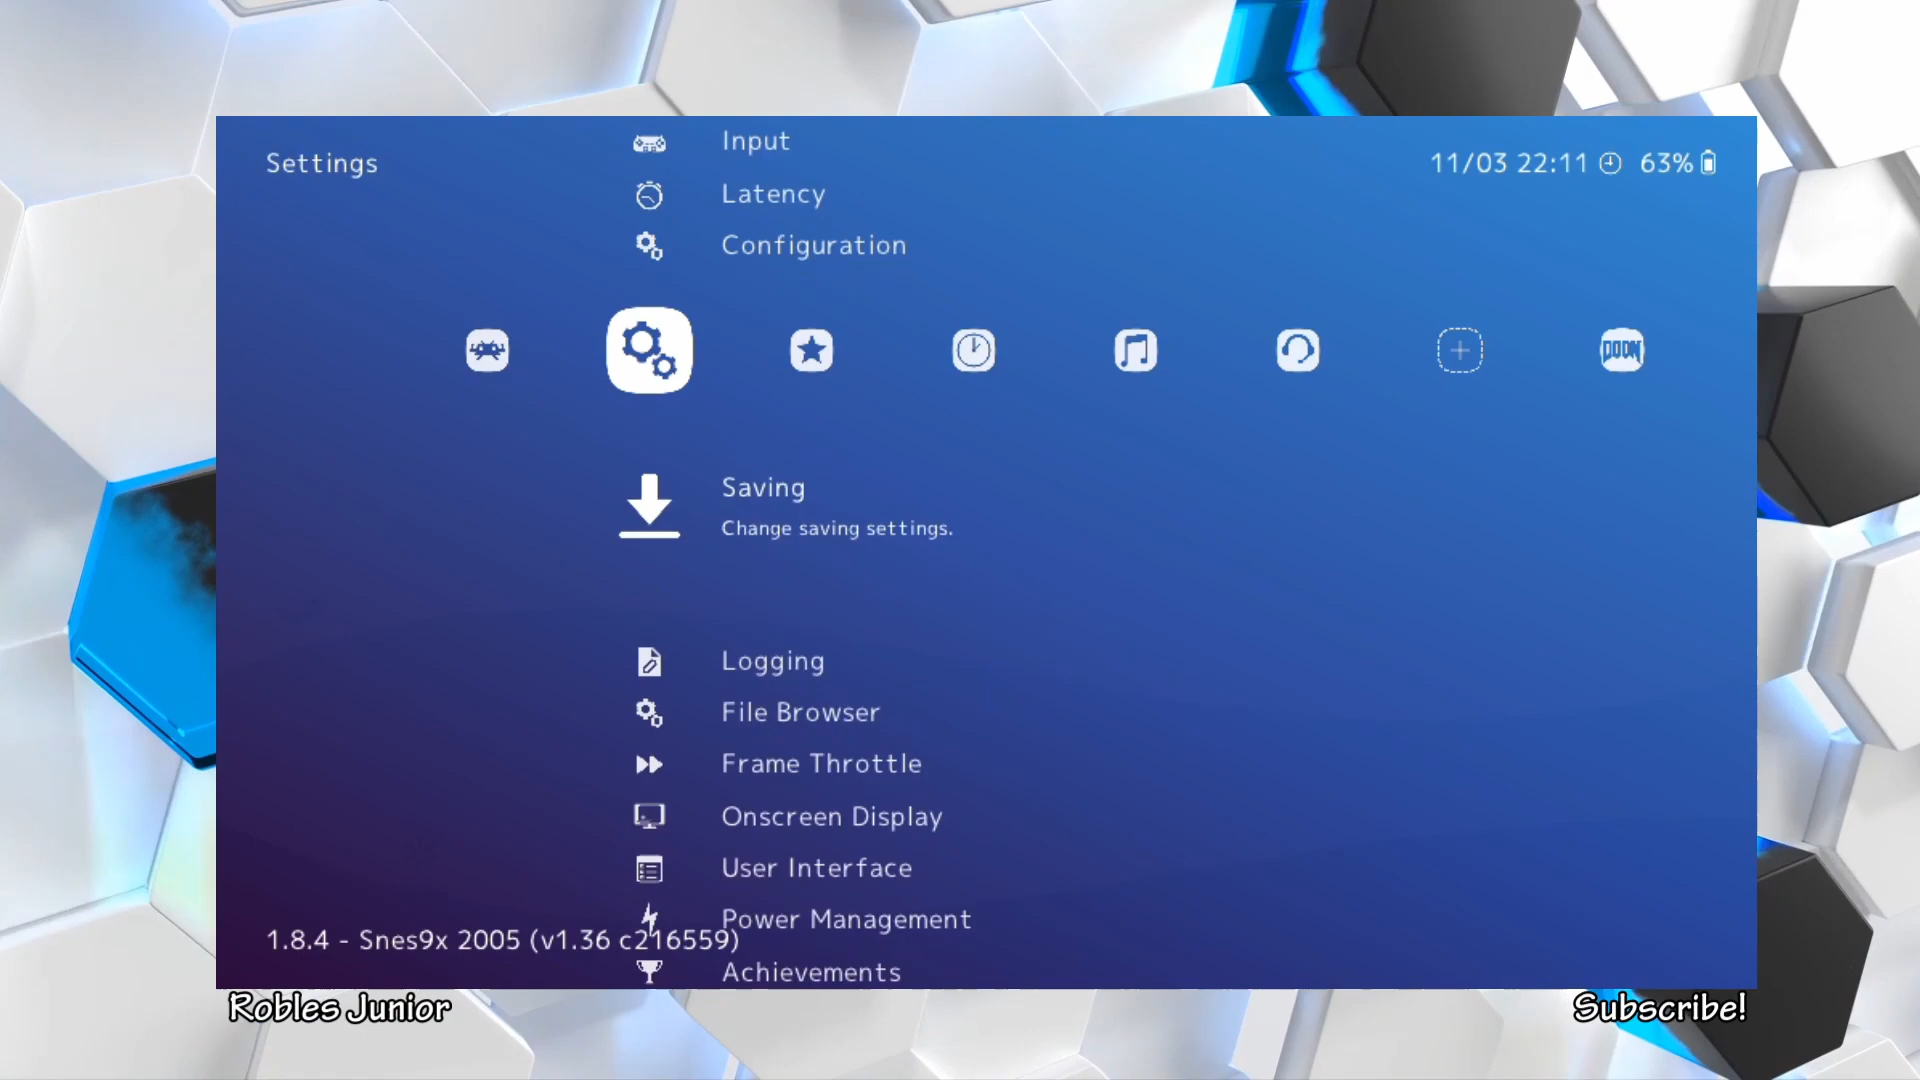 Input
Settings
11/03 22:11 63%
Latency
Configuration
DOOM
Saving
Change saving settings.
Logging
File Browser
Frame Throttle
Onscreen Display
User Interface
Power Management
1.8.4 - Snes9x 2005 (v1.36 c216559)
Achievements
Robles Junior
Subscribe!